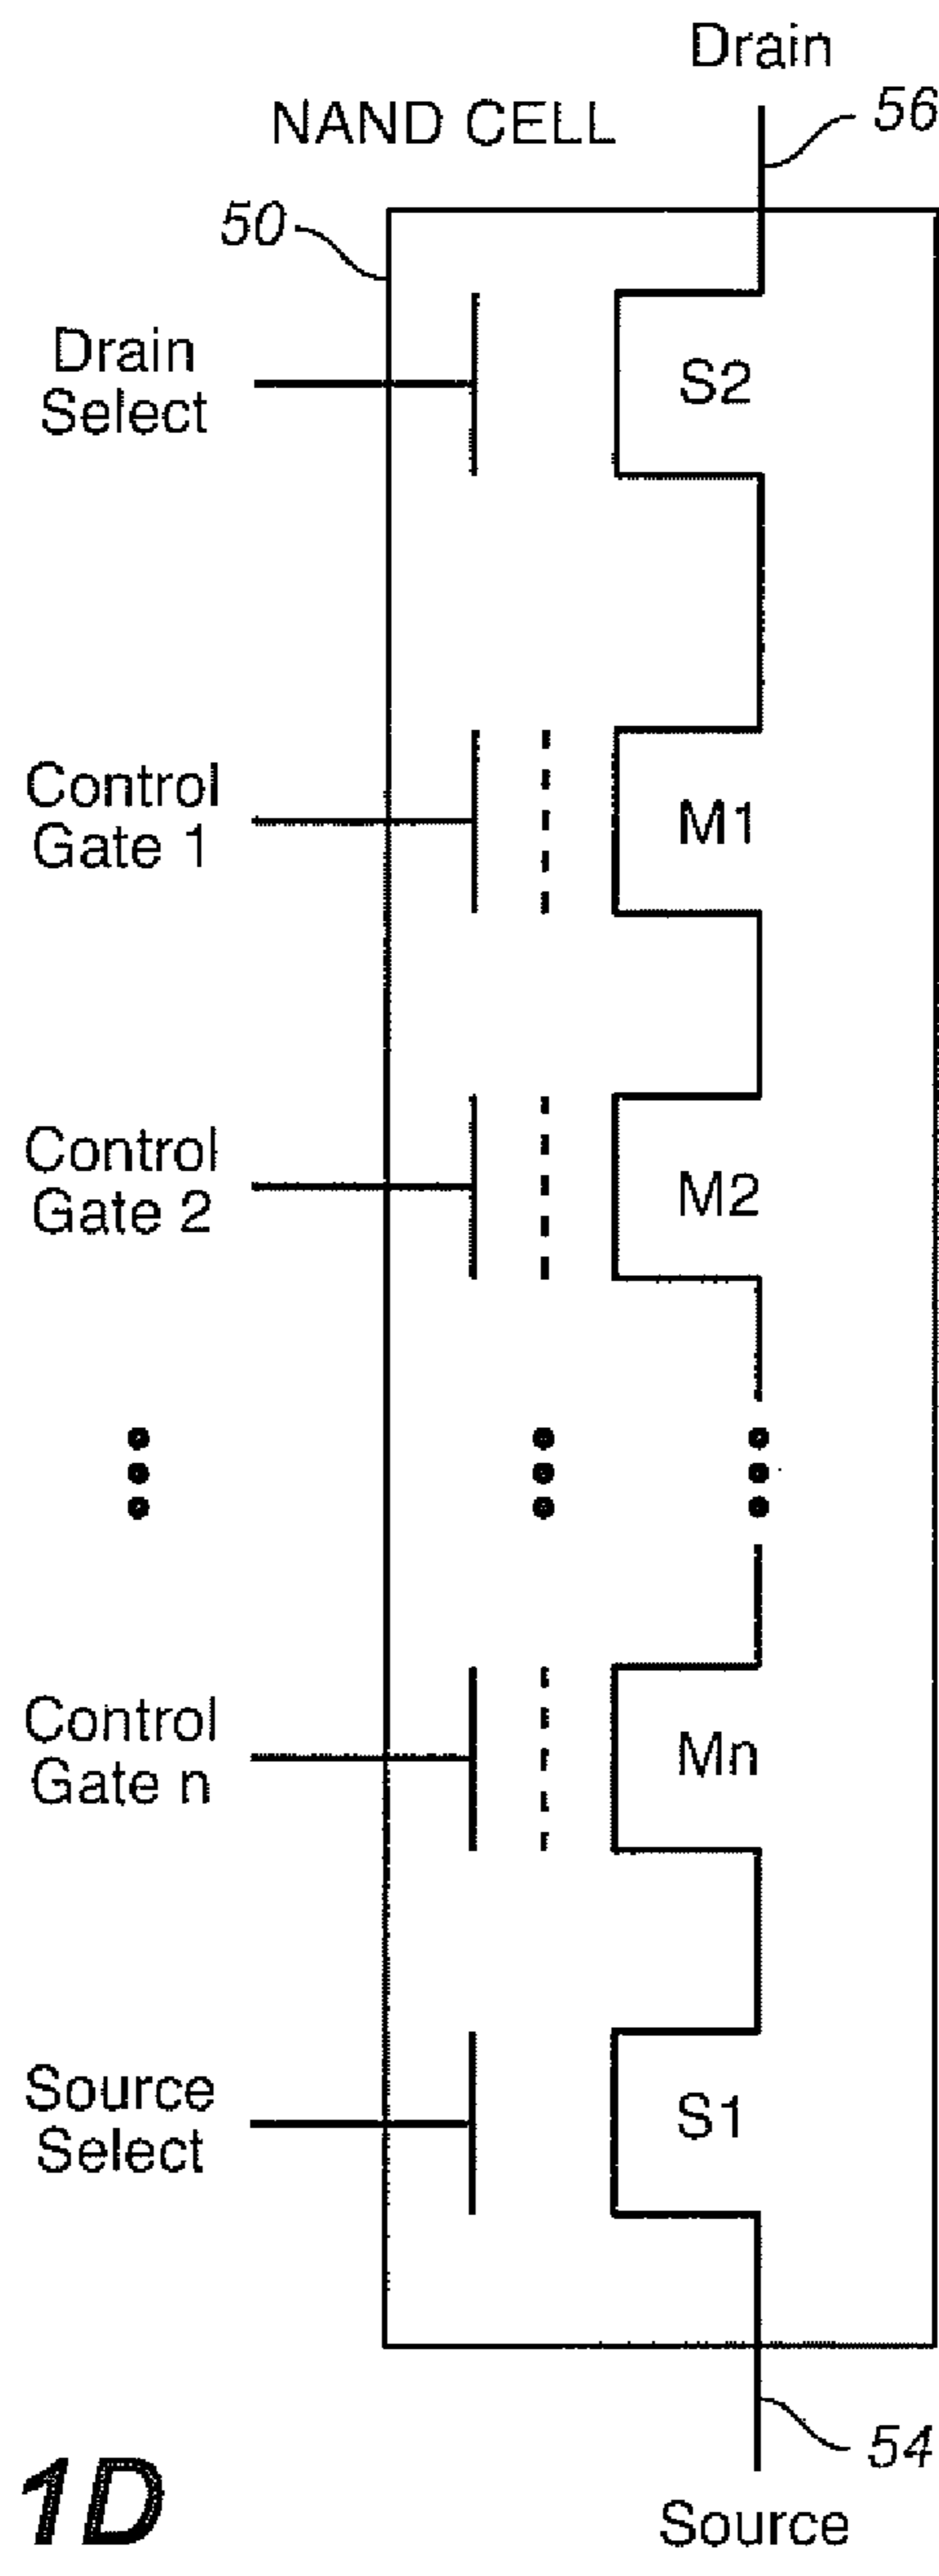 Drain
56
NAND CELL
50
Drain
Select
S2
Control
Gate 1
M1
Control
Gate 2
M2
Control
Gate n
Mn
Source
Select
S1
54
1D
Source